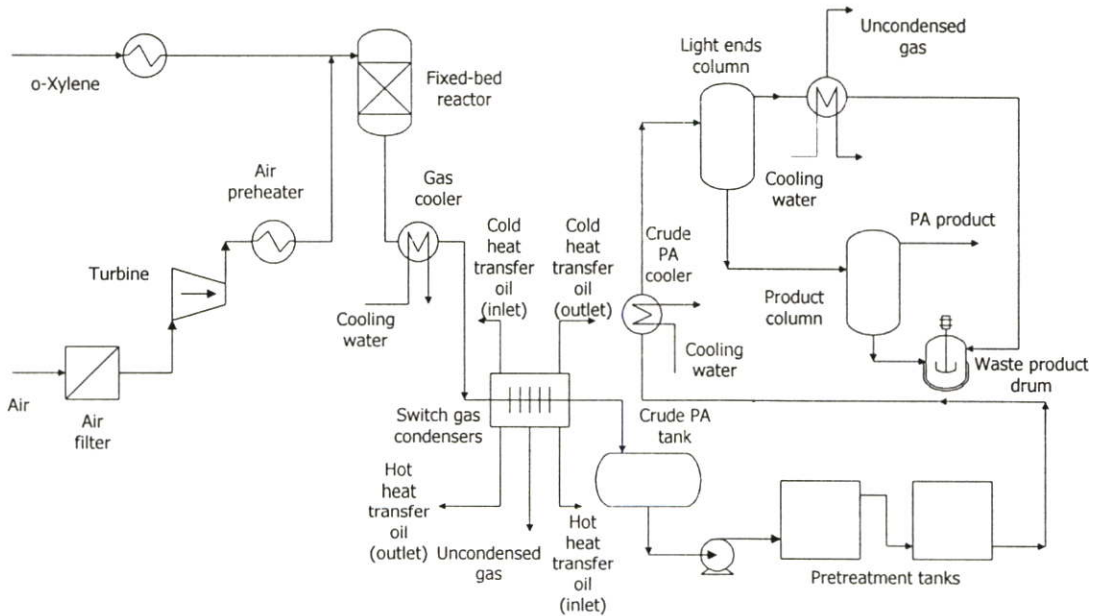 o-Xylene
Fixed-bed
reactor
Air
preheater
Turbine
Air
Air
filter
Gas
cooler
Cooling
water
Cold
heat
transfer
oil
(inlet)
Cold
heat
transfer
oil
(outlet)
Switch gas
condensers
Hot
heat
transfer
oil
(outlet)
Uncondensed
gas
Hot
heat
transfer
oil
(inlet)
Crude PA
tank
Pretreatment tanks
Crude
PA
cooler
Cooling
water
Light ends
column
Uncondensed
gas
Cooling
water
PA product
Product
column
Waste product
drum